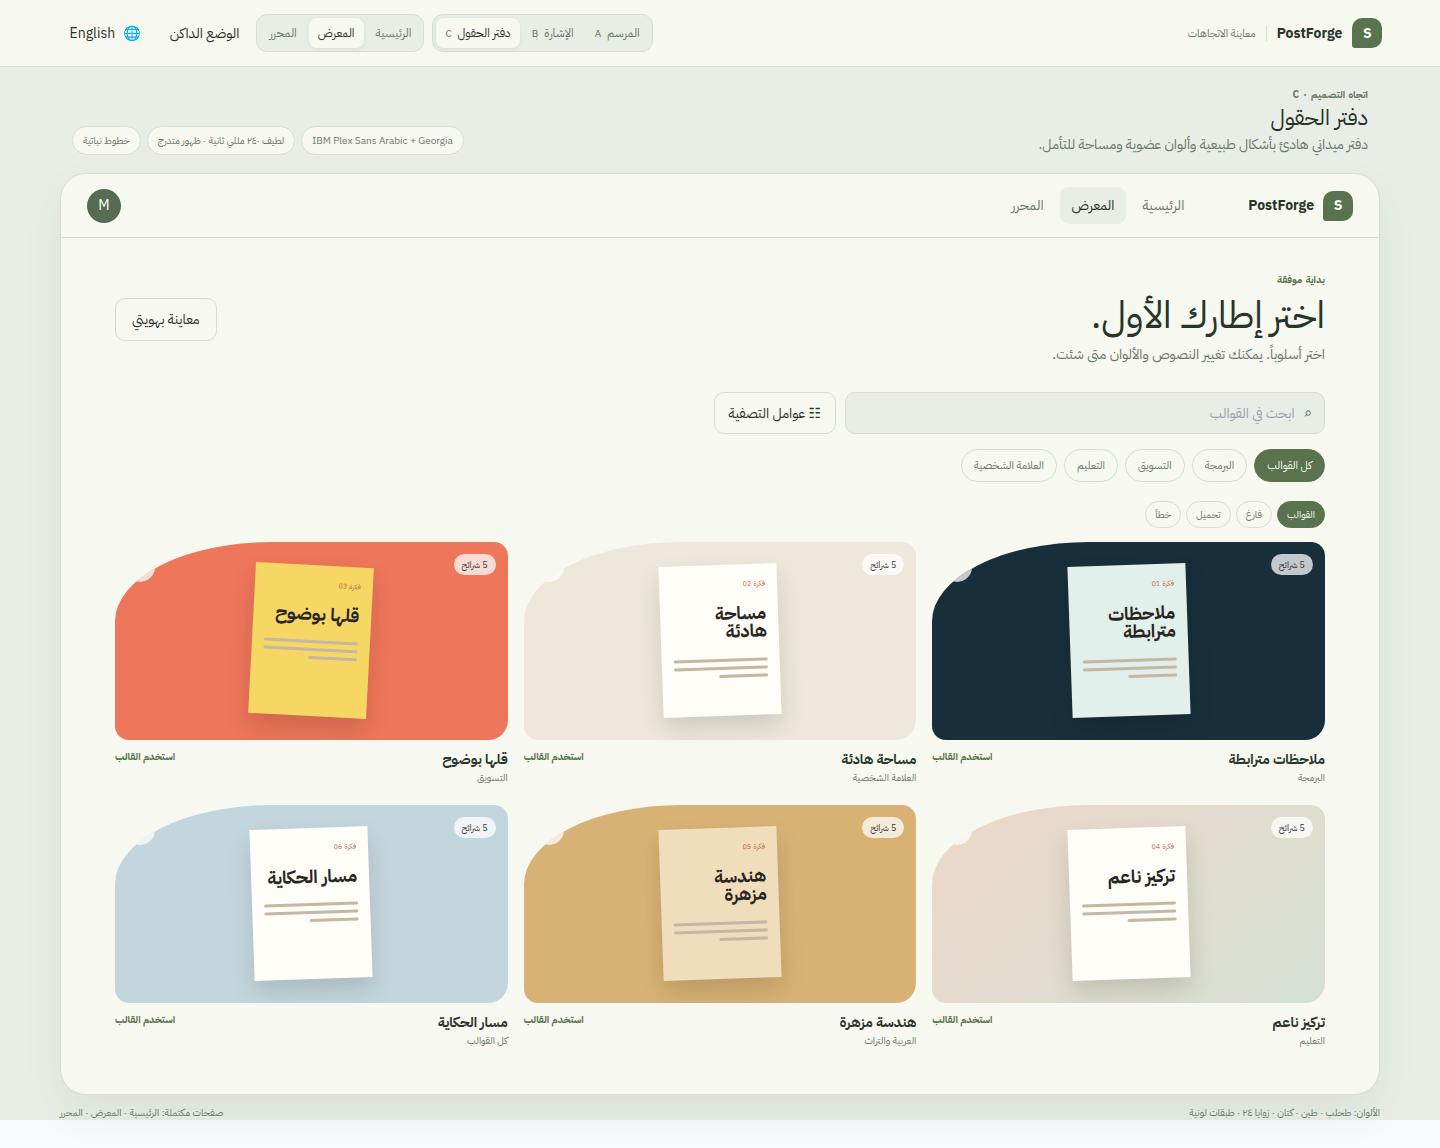 S PostForge معاينة الاتجاهات
المرسم A الإشارة B دفتر الحقول C
الرئيسية المعرض المحرر
الوضع الداكن
🌐 English
اتجاه التصميم · C
دفتر الحقول
دفتر ميداني هادئ بأشكال طبيعية وألوان عضوية ومساحة للتأمل.
IBM Plex Sans Arabic + Georgia
لطيف ٢٤٠ مللي ثانية · ظهور متدرج
خطوط نباتية
S PostForge
الرئيسية المعرض المحرر
M
بداية موفقة
اختر إطارك الأول.
اختر أسلوباً. يمكنك تغيير النصوص والألوان متى شئت.
معاينة بهويتي
ابحث في القوالب
عوامل التصفية
كل القوالب البرمجة التسويق التعليم العلامة الشخصية
القوالب فارغ تحميل خطأ
5 شرائح
فكرة 01
ملاحظات
مترابطة
ملاحظات مترابطة
استخدم القالب
البرمجة
5 شرائح
فكرة 02
مساحة
هادئة
مساحة هادئة
استخدم القالب
العلامة الشخصية
5 شرائح
فكرة 03
قلها بوضوح
قلها بوضوح
استخدم القالب
التسويق
5 شرائح
فكرة 04
تركيز ناعم
تركيز ناعم
استخدم القالب
التعليم
5 شرائح
فكرة 05
هندسة
مزهرة
هندسة مزهرة
استخدم القالب
العربية والتراث
5 شرائح
فكرة 06
مسار الحكاية
مسار الحكاية
استخدم القالب
كل القوالب
الألوان: طحلب · طين · كتان · زوايا ٢٤ · طبقات لونية
صفحات مكتملة: الرئيسية · المعرض · المحرر